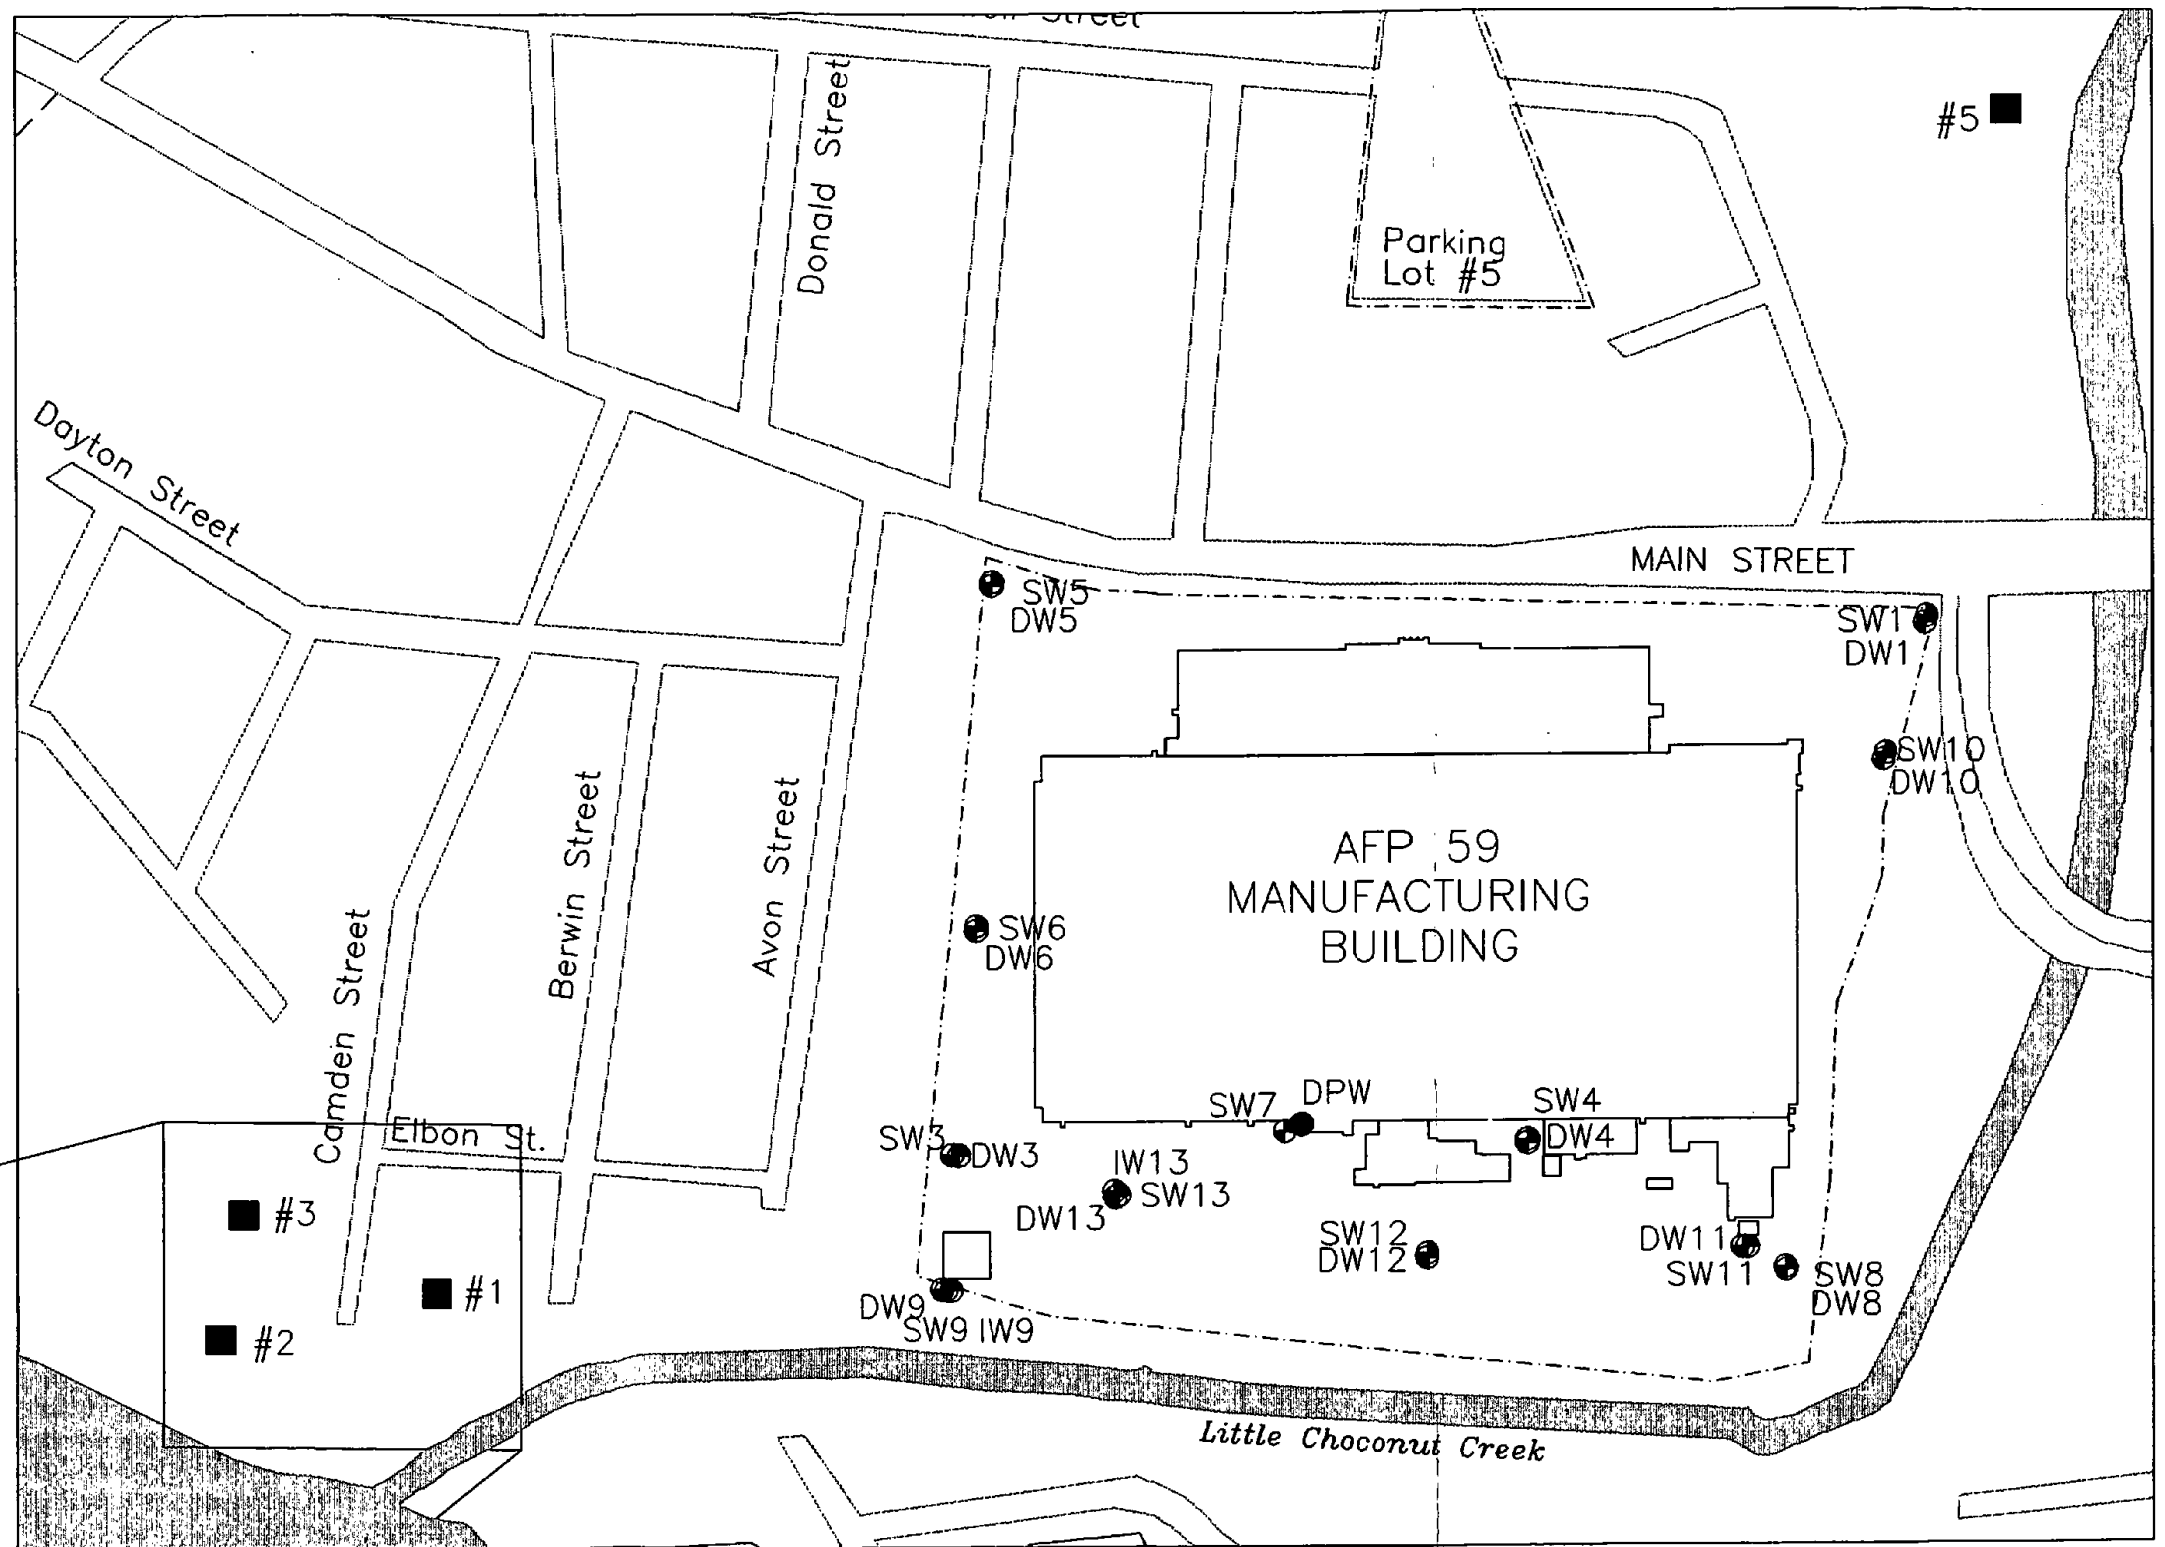 Street
#5
Donald Street
Parking
Lot #5
Dayton Street
MAIN STREET
SW5
DW5
SW1
DW1
SW10
DW10
AFP 59
MANUFACTURING
BUILDING
SW6
DW6
Berwin Street
Avon Street
Camden Street
Elbon St.
SW7
DPW
SW4
DW4
SW3
DW3
IW13
SW13
DW13
#3
SW12
DW12
DW11
SW11
SW8
DW8
#1
#2
DW9
SW9 IW9
Little Choconut Creek